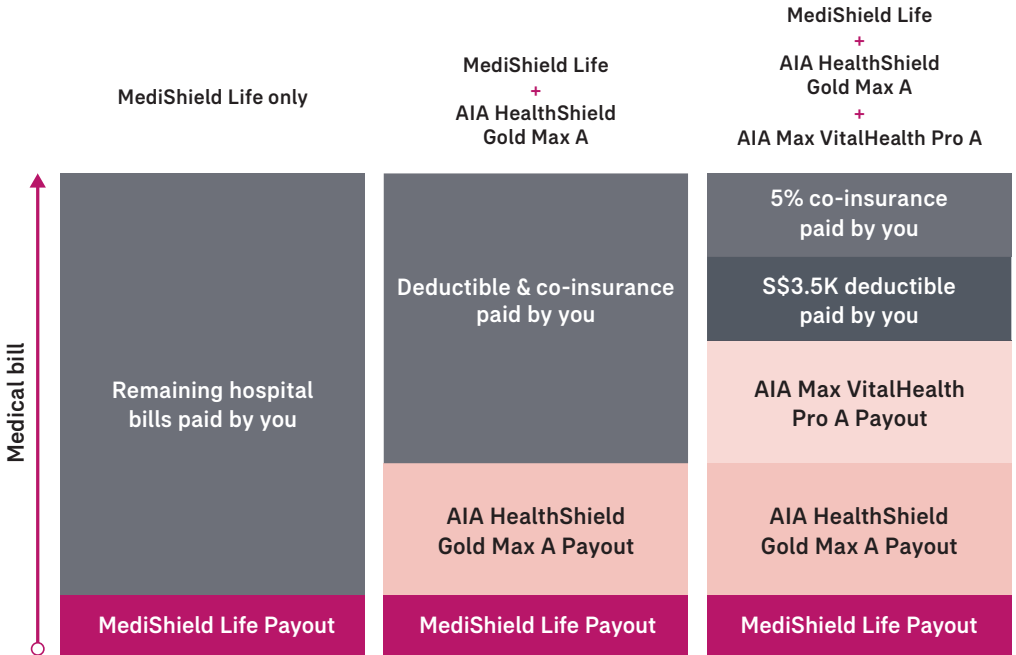 MediShield Life only
MediShield Life
+
AIA HealthShield
Gold Max A
MediShield Life
+
AIA HealthShield
Gold Max A
+
AIA Max VitalHealth Pro A
Medical bill
Remaining hospital
bills paid by you
MediShield Life Payout
Deductible & co-insurance
paid by you
AIA HealthShield
Gold Max A Payout
MediShield Life Payout
5% co-insurance
paid by you
S$3.5K deductible
paid by you
AIA Max VitalHealth
Pro A Payout
AIA HealthShield
Gold Max A Payout
MediShield Life Payout